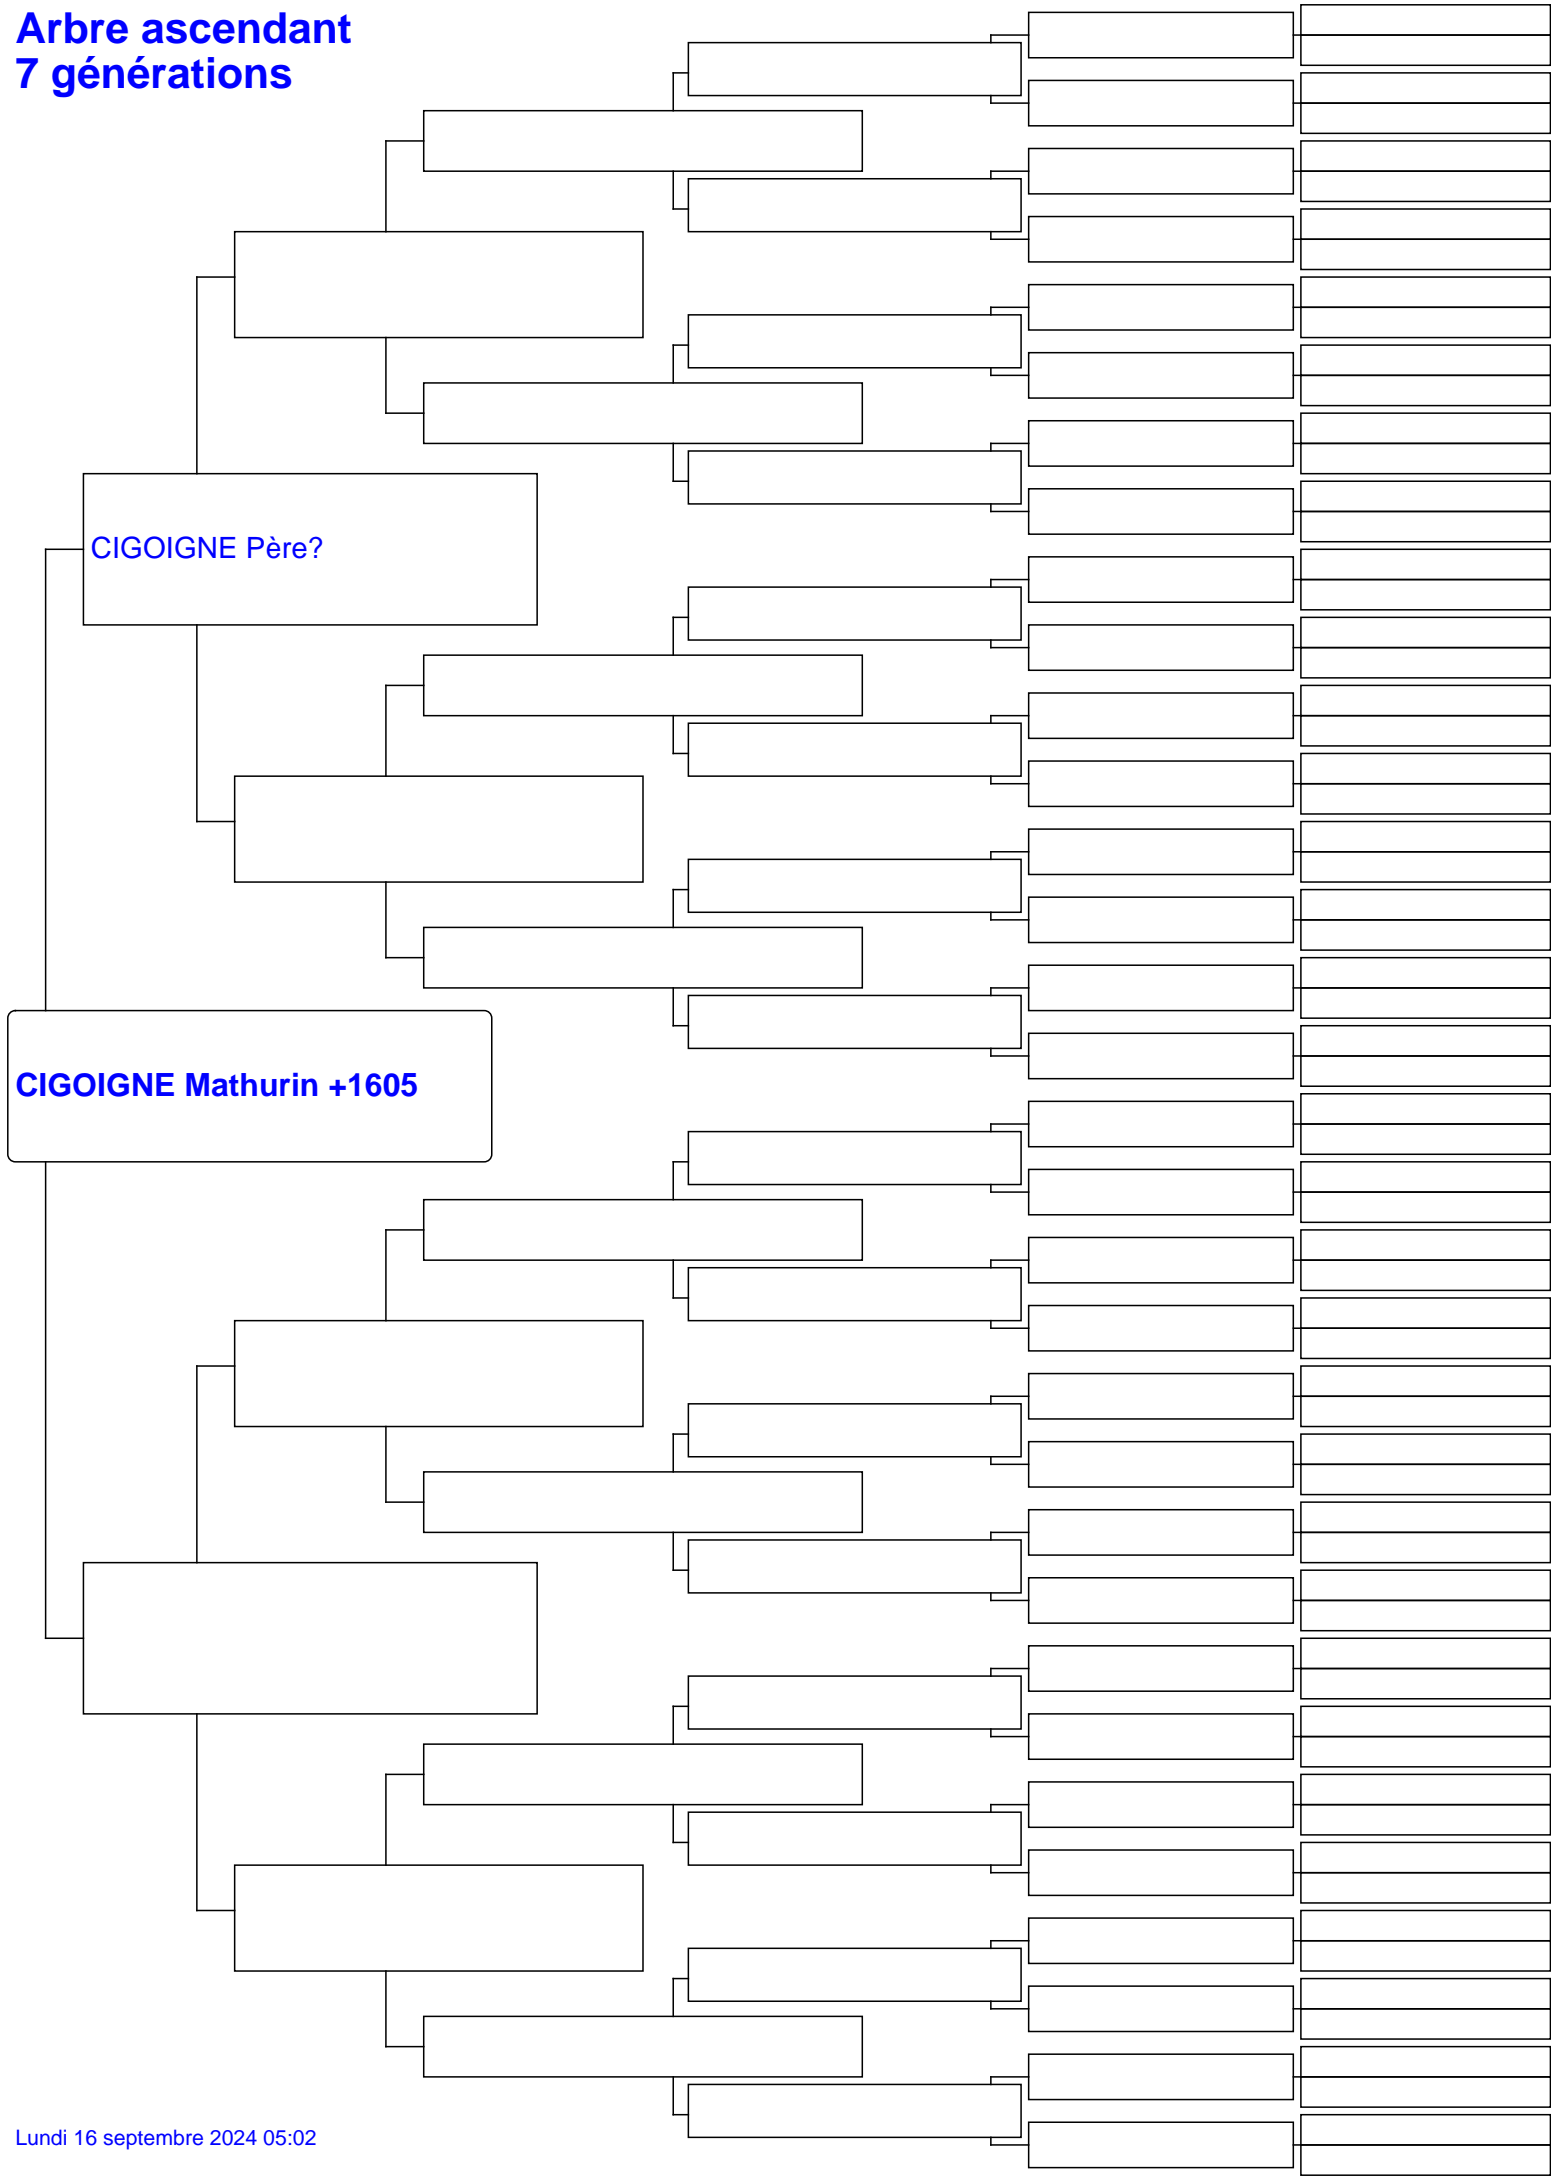 Arbre ascendant
7 générations
CIGOIGNE Père?
CIGOIGNE Mathurin +1605
Lundi 16 septembre 2024 05:02